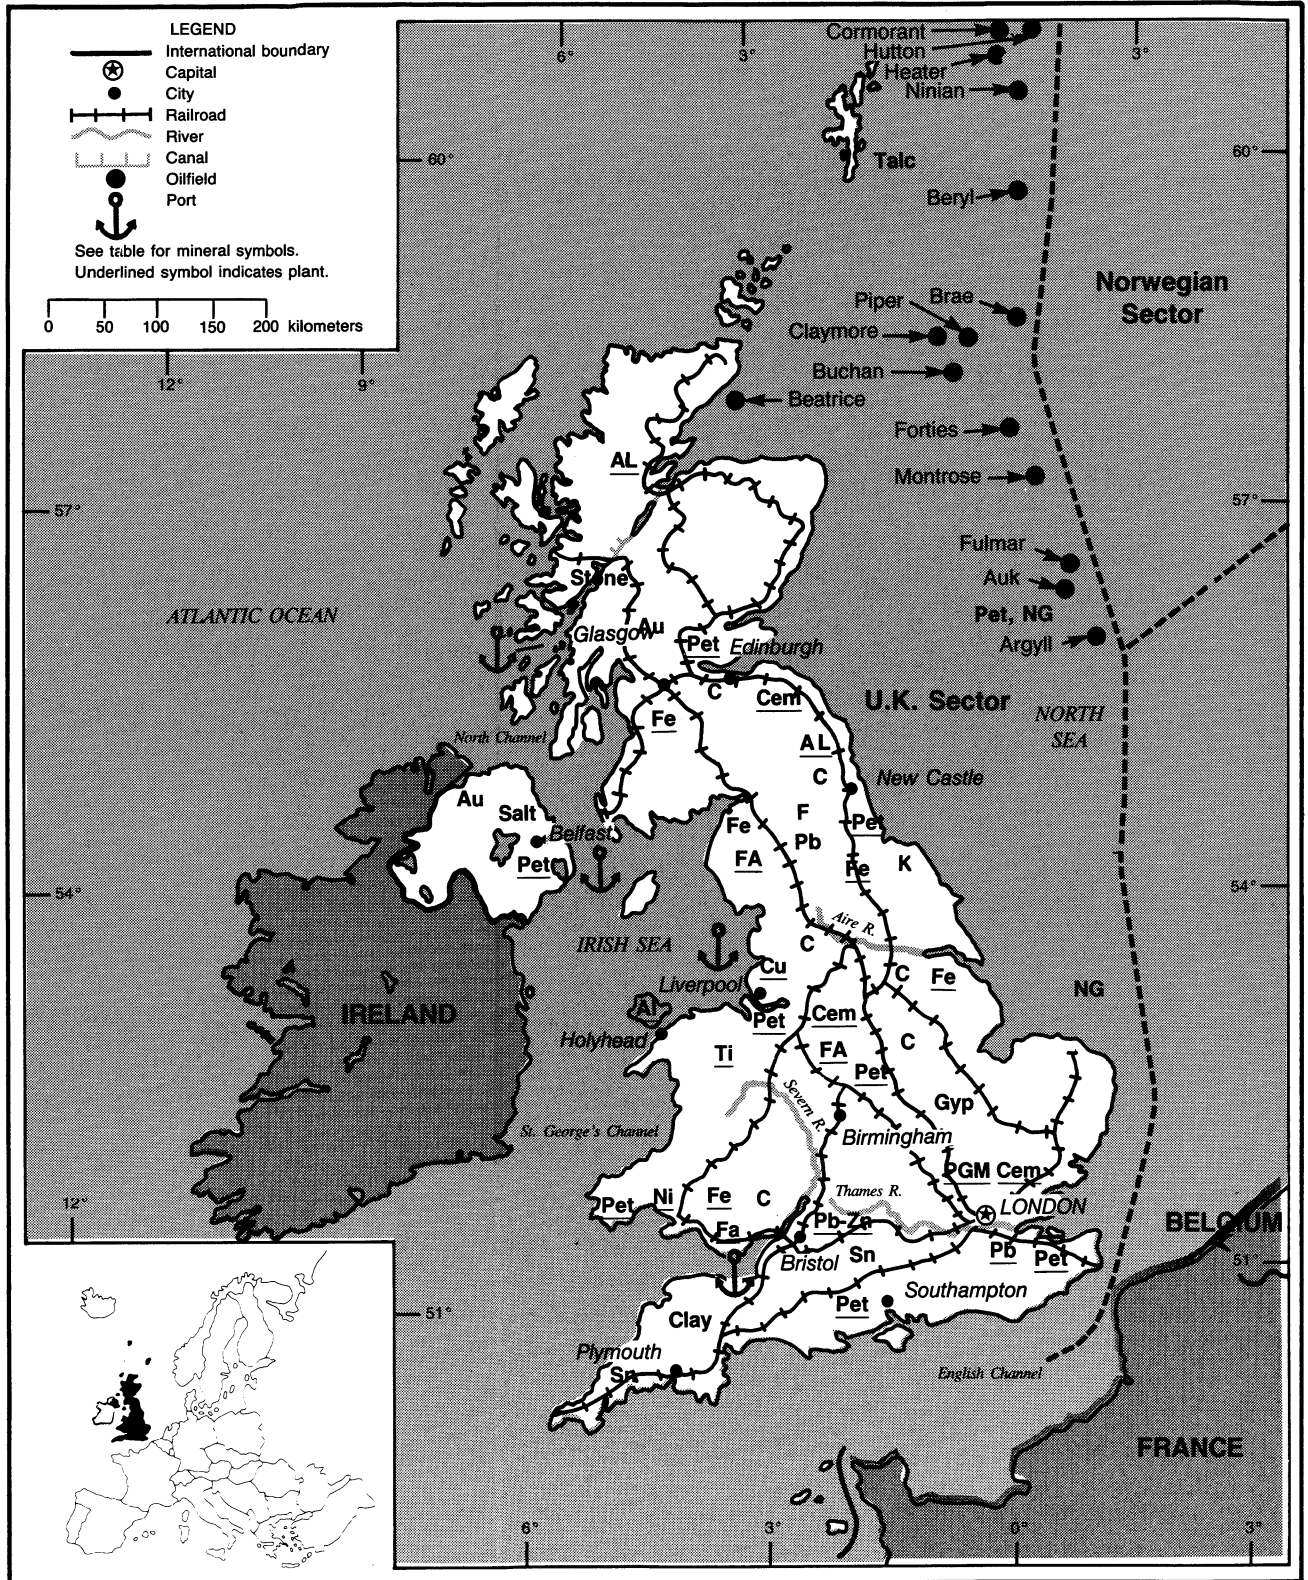 LEGEND
International boundary
Capital
City
Railroad
River
Canal
Oilfield
Port
See table for mineral symbols.
Underlined symbol indicates plant.
0 50 100 150 200 kilometers
6°
3°
3°
Cormorant
Hutton
Heater
Ninian
60°
Talc
60°
Beryl
Norwegian
Sector
Piper
Brae
Claymore
Buchan
Beatrice
12°
9°
Forties
AL
Montrose
57°
57°
Fulmar
Auk
Stone
Pet, NG
Argyll
ATLANTIC OCEAN
Glasgow
Au
Pet
Edinburgh
C
Cem
U.K. Sector
Fe
NORTH
SEA
North Channel
AL
C
New Castle
Au
Salt
F
Fe
Pet
Belfast
Pb
FA
Fe
K
Pet
54°
54°
Aire R.
IRISH SEA
C
Cu
C
Fe
Liverpool
NG
Al
IRELAND
Pet
Cem
Holyhead
C
Ti
FA
Pet
Severn R.
Gyp
St. George's Channel
Birmingham
PGM
Cem
Thames R.
Pet
Ni
Fe
C
LONDON
12°
Fa
Pb-Zn
BELGIUM
Pb
Pet
Bristol
Sn
51°
Southampton
Pet
51°
Clay
Plymouth
Sn
English Channel
FRANCE
6°
3°
0°
3°